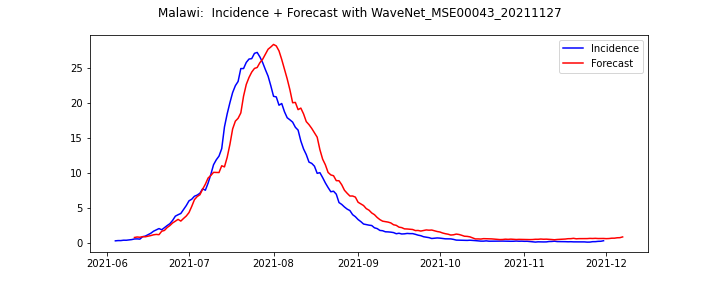 Malawi:  Incidence + Forecast with WaveNet_MSE00043_20211127
Incidence
Forecast
25
20
15
10
5
0
2021-06 2021-07 2021-08 2021-09 2021-10 2021-11 2021-12